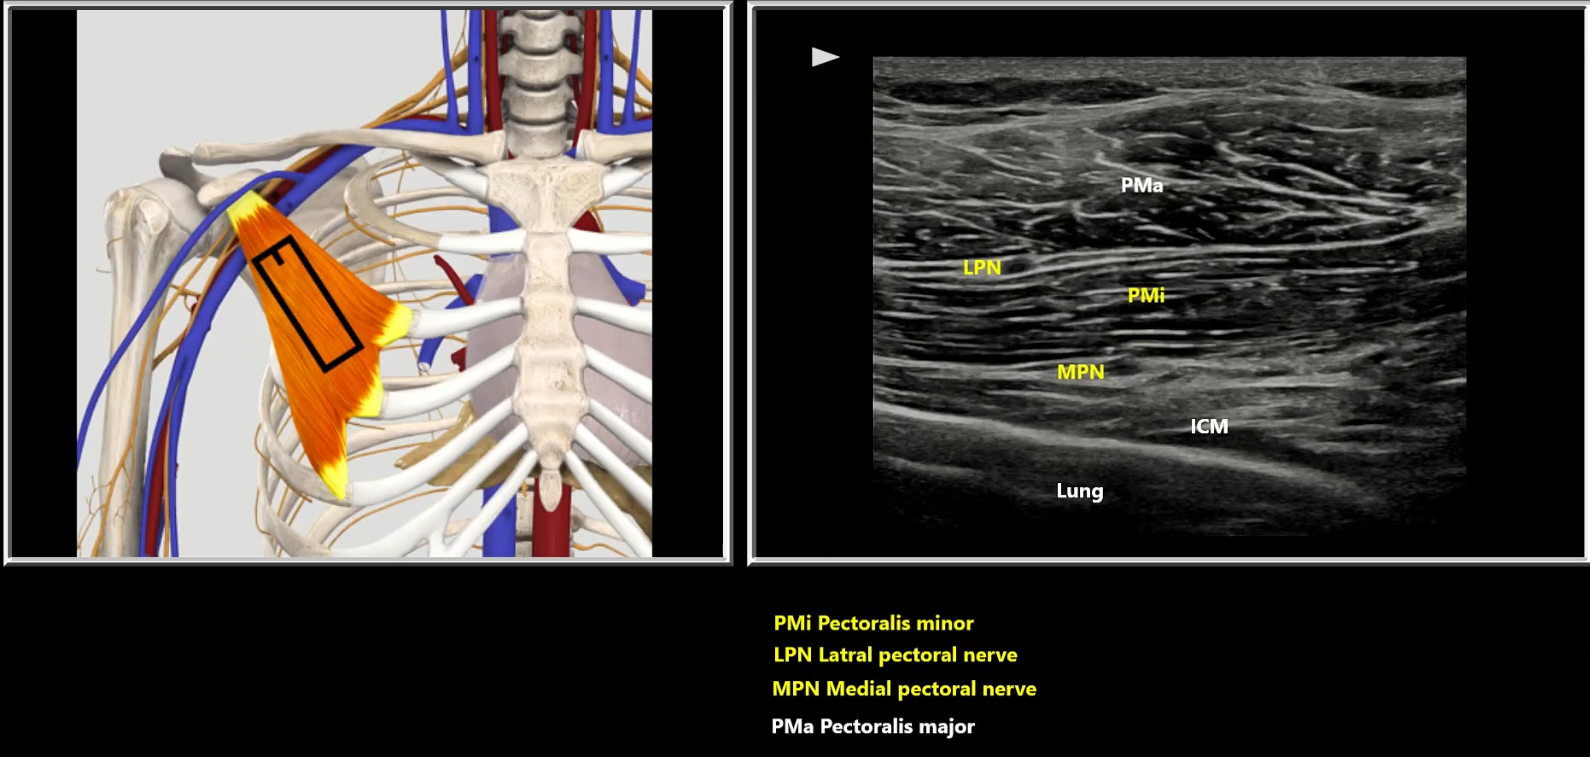 PMa
LPN
PMi
MPN
ICM
Lung
PMi Pectoralis minor
LPN Latral pectoral nerve
MPN Medial pectoral nerve
PMa Pectoralis major